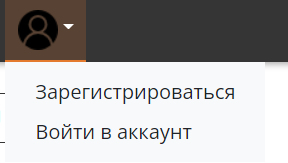 Зарегистрироваться
Войти в аккаунт